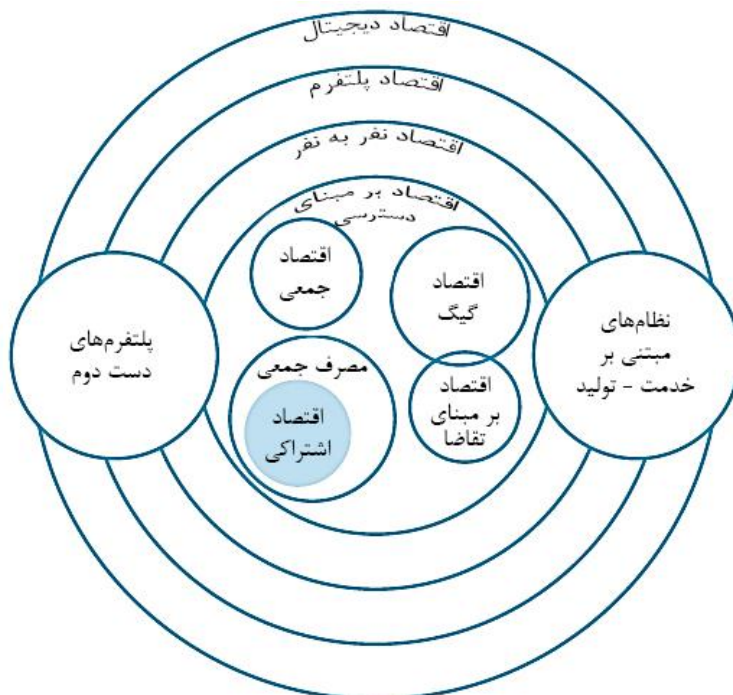 اقتصاد دیجیتال
اقتصاد پلتفرم
اقتصاد نفر به نفر
اقتصاد بر مبنای
دسترسی
اقتصاد
گیگ
اقتصاد
جمعی
نظام‌های
مبتنی بر
خدمت - تولید
پلتفرم‌های
دست دوم
اقتصاد
بر مبنای
تقاضا
مصرف جمعی
اقتصاد
اشتراکی